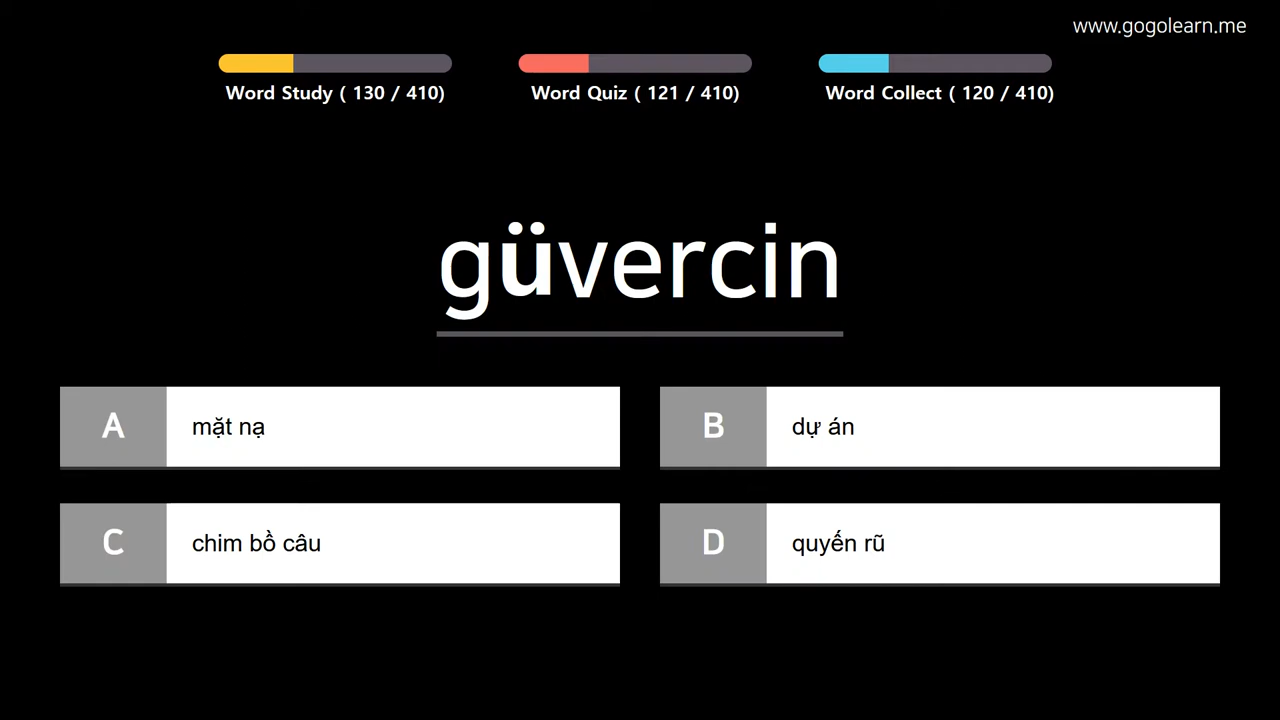 www.gogolearn.me
Word Study ( 130 / 410)
Word Quiz ( 121 / 410)
Word Collect ( 120 / 410)
güvercin
A
mặt nạ
B
dự án
C
chim bồ câu
D
quyến rũ